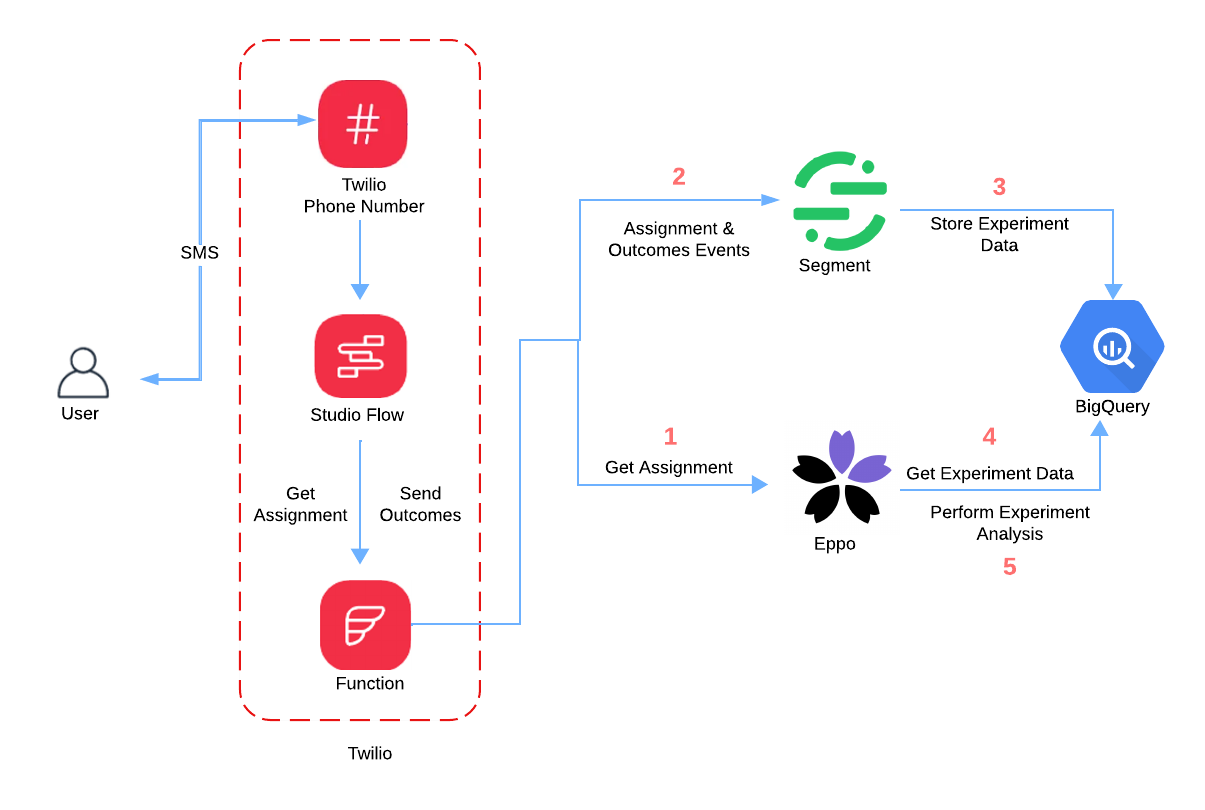 Twilio
Phone Number
SMS
User
Studio Flow
Get
Assignment
Send
Outcomes
Function
Twilio
2
Assignment &
Outcomes Events
Segment
3
Store Experiment
Data
BigQuery
1
Get Assignment
Eppo
4
Get Experiment Data
Perform Experiment
Analysis
5